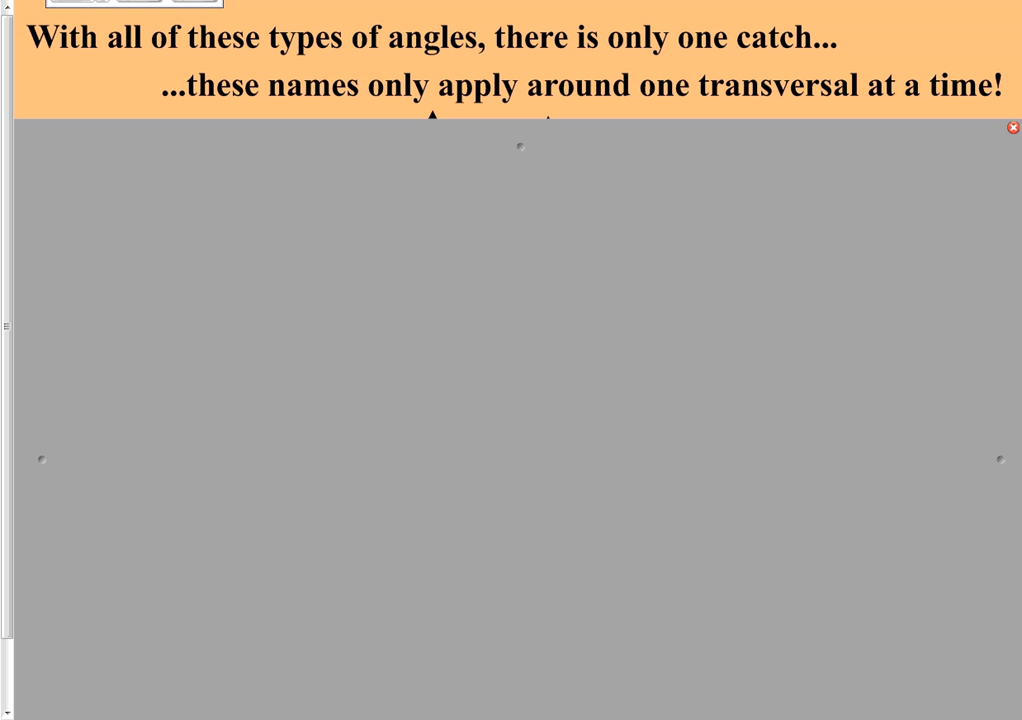 With all of these types of angles, there is only one catch...
...these names only apply around one transversal at a time!